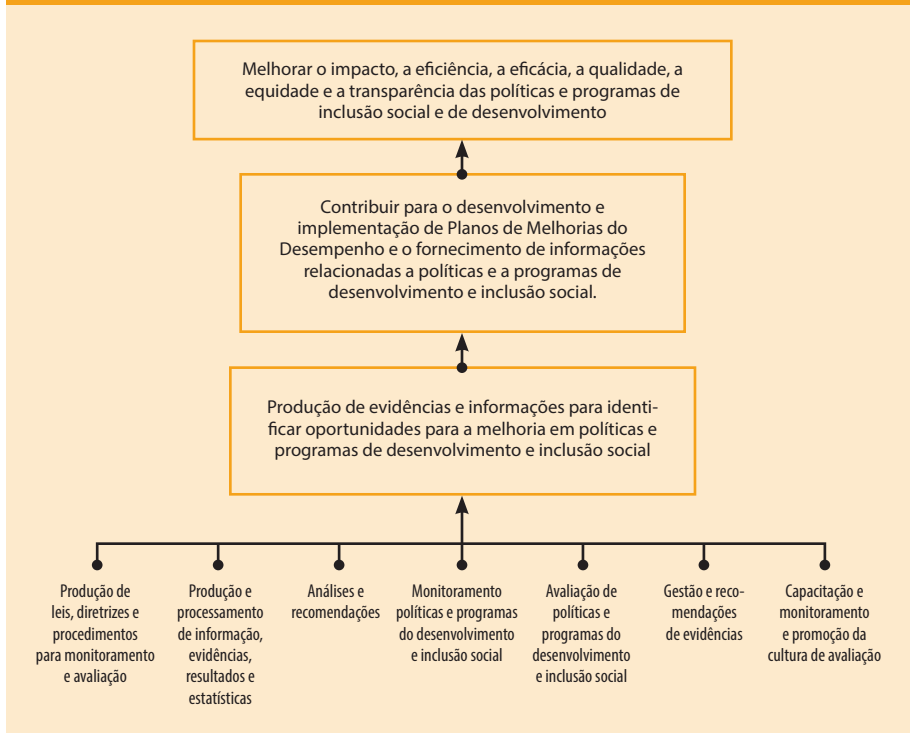 Melhorar o impacto, a eficiência, a eficácia, a qualidade, a
equidade e a transparência das políticas e programas de
inclusão social e de desenvolvimento
Contribuir para o desenvolvimento e
implementação de Planos de Melhorias do
Desempenho e o fornecimento de informações
relacionadas a políticas e a programas de
desenvolvimento e inclusão social.
Produção de evidências e informações para identi-
ficar oportunidades para a melhoria em políticas e
programas de desenvolvimento e inclusão social
Produção de
leis, diretrizes e
procedimentos
para monitoramento
e avaliação
Produção e
processamento
de informação,
evidências,
resultados e
estatísticas
Análises e
recomendações
Monitoramento
políticas e programas
do desenvolvimento
e inclusão social
Avaliação de
políticas e
programas do
desenvolvimento
e inclusão social
Gestão e reco-
mendações
de evidências
Capacitação e
monitoramento
e promoção da
cultura de avaliação